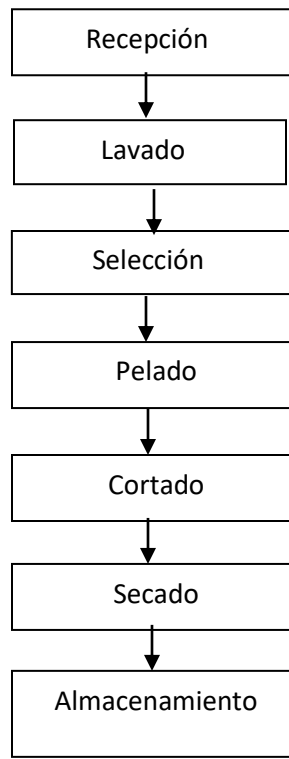 Recepción
Lavado
Selección
Pelado
Cortado
Secado
Almacenamiento